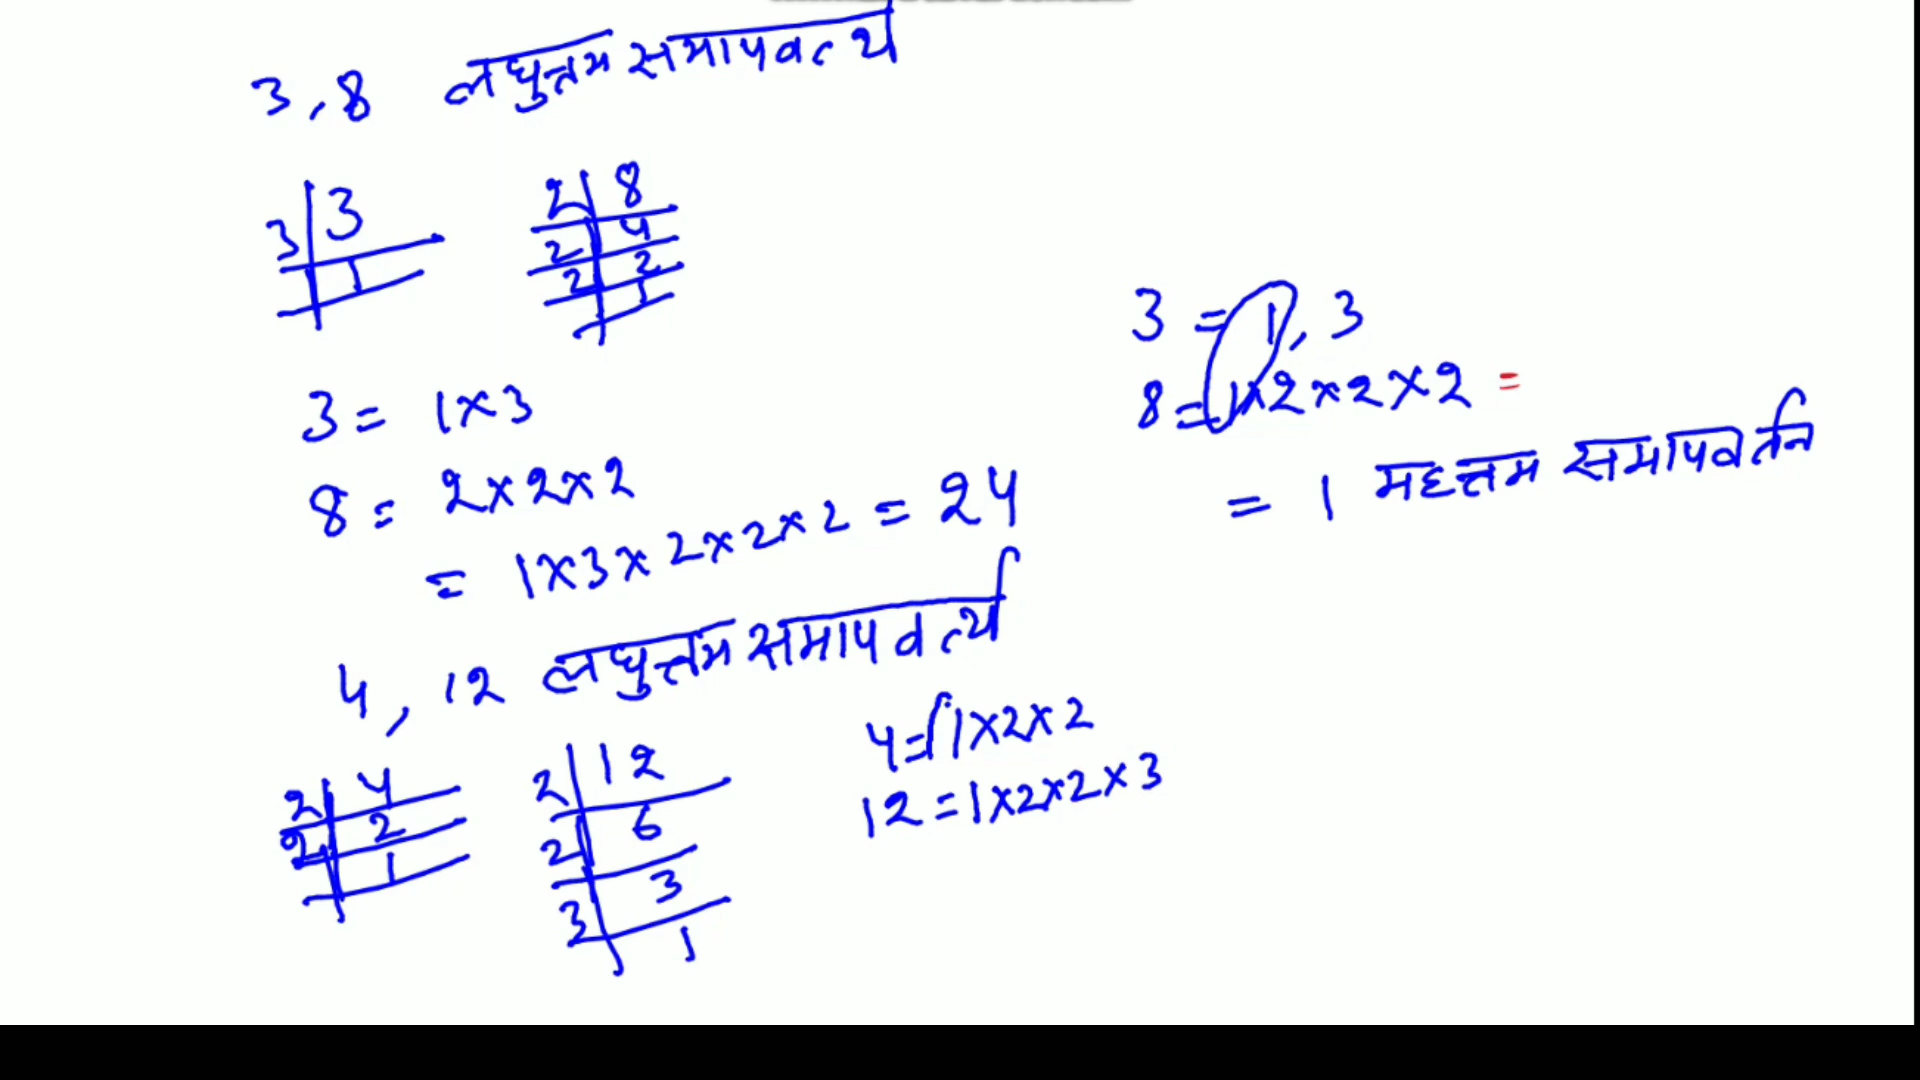 3, 8 लघुत्तम समापवर्त्य
3 | 3
1
2 | 8
2 | 4
2 | 2
1
3 = 1, 3
8 = 1×2×2×2 =
= 1 महत्तम समापवर्तन
3 = 1×3
8 = 2×2×2
= 1×3×2×2×2 = 24
4, 12 लघुत्तम समापवर्त्य
2 | 4
2 | 2
1
2 | 12
2 | 6
3 | 3
1
4 = 1×2×2
12 = 1×2×2×3